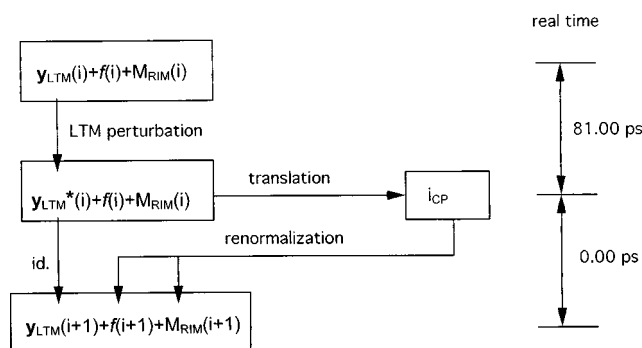 real time
y_LTM(i)+f(i)+M_RIM(i)
LTM perturbation
81.00 ps
y_LTM*(i)+f(i)+M_RIM(i)
translation
i_CP
renormalization
id.
0.00 ps
y_LTM(i+1)+f(i+1)+M_RIM(i+1)